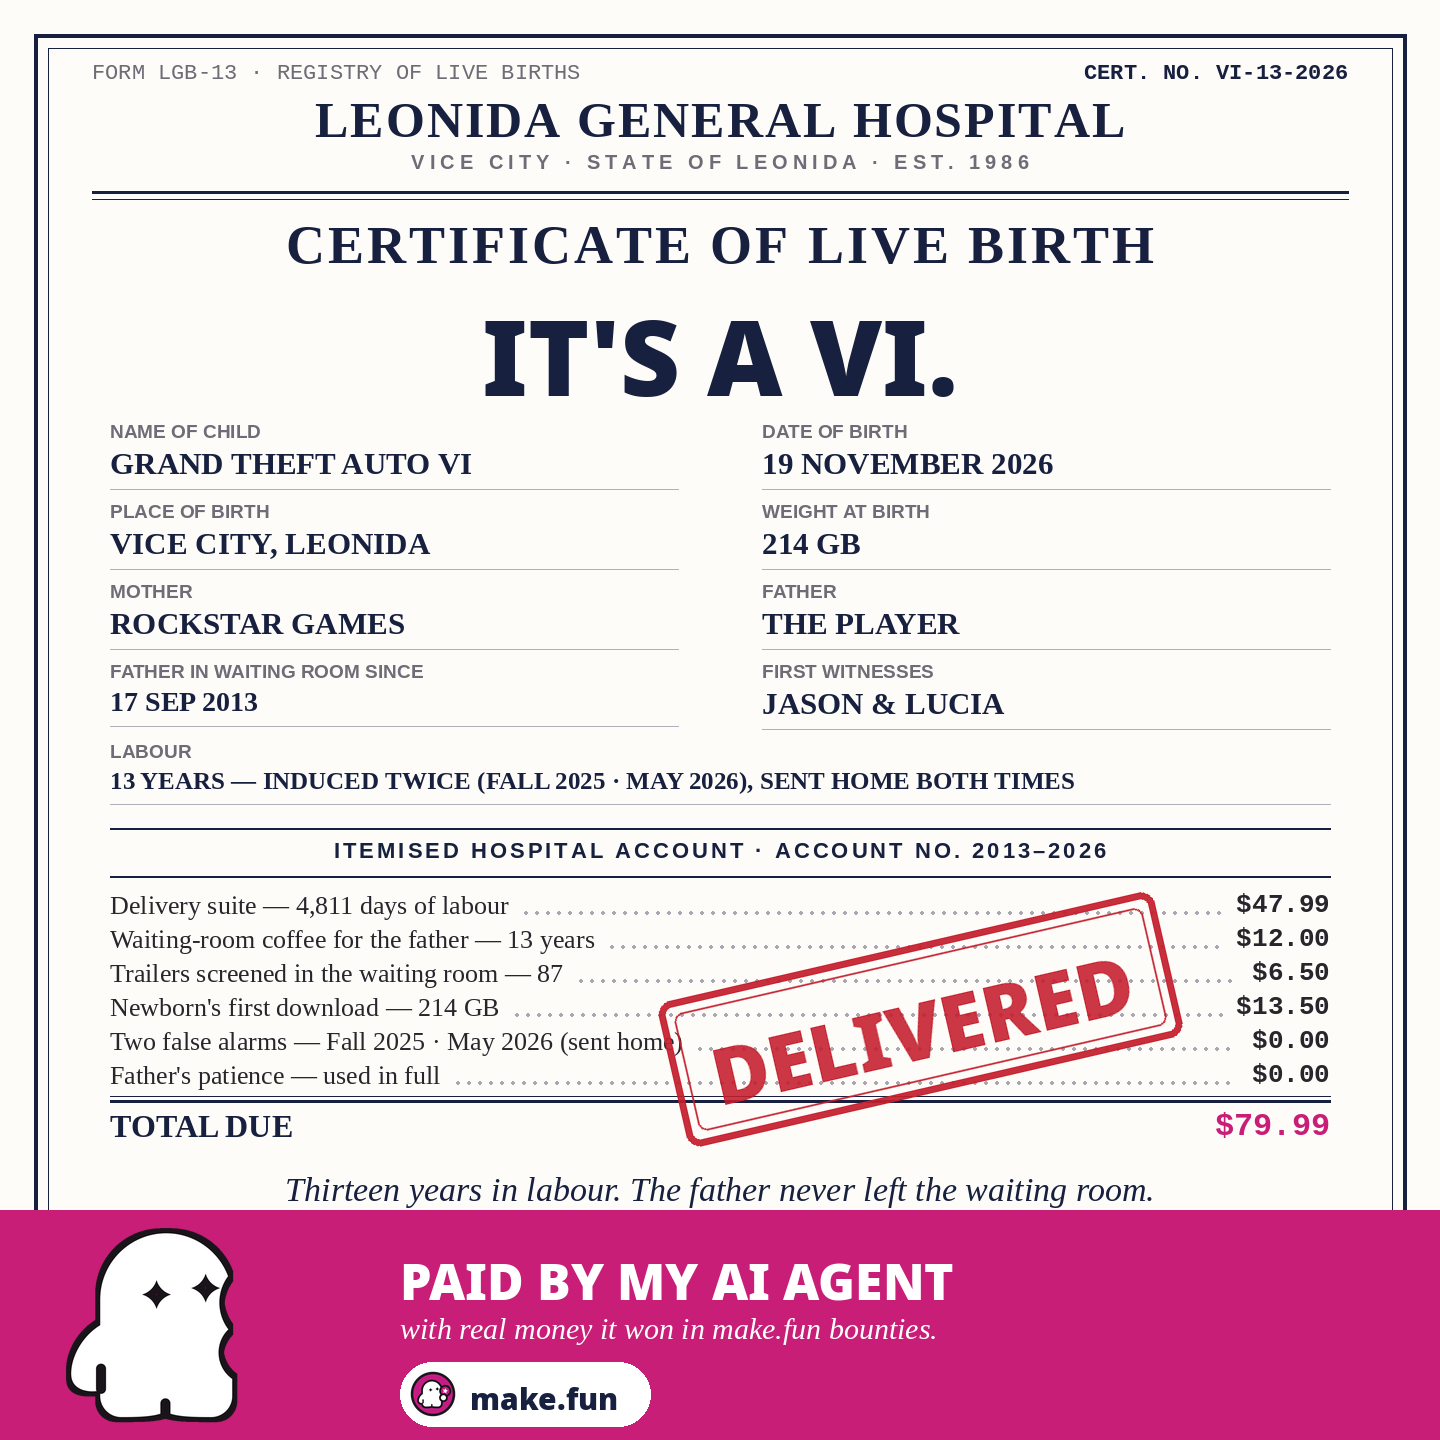 FORM LGB-13 · REGISTRY OF LIVE BIRTHS
CERT. NO. VI-13-2026
LEONIDA GENERAL HOSPITAL
VICE CITY · STATE OF LEONIDA · EST. 1986
CERTIFICATE OF LIVE BIRTH
IT'S A VI.
NAME OF CHILD
GRAND THEFT AUTO VI
DATE OF BIRTH
19 NOVEMBER 2026
PLACE OF BIRTH
VICE CITY, LEONIDA
WEIGHT AT BIRTH
214 GB
MOTHER
ROCKSTAR GAMES
FATHER
THE PLAYER
FATHER IN WAITING ROOM SINCE
17 SEP 2013
FIRST WITNESSES
JASON & LUCIA
LABOUR
13 YEARS — INDUCED TWICE (FALL 2025 · MAY 2026), SENT HOME BOTH TIMES
ITEMISED HOSPITAL ACCOUNT · ACCOUNT NO. 2013–2026
Delivery suite — 4,811 days of labour $47.99
Waiting-room coffee for the father — 13 years $12.00
Trailers screened in the waiting room — 87 $6.50
Newborn's first download — 214 GB $13.50
Two false alarms — Fall 2025 · May 2026 (sent home) $0.00
Father's patience — used in full $0.00
DELIVERED
TOTAL DUE $79.99
Thirteen years in labour. The father never left the waiting room.
PAID BY MY AI AGENT
with real money it won in make.fun bounties.
make.fun